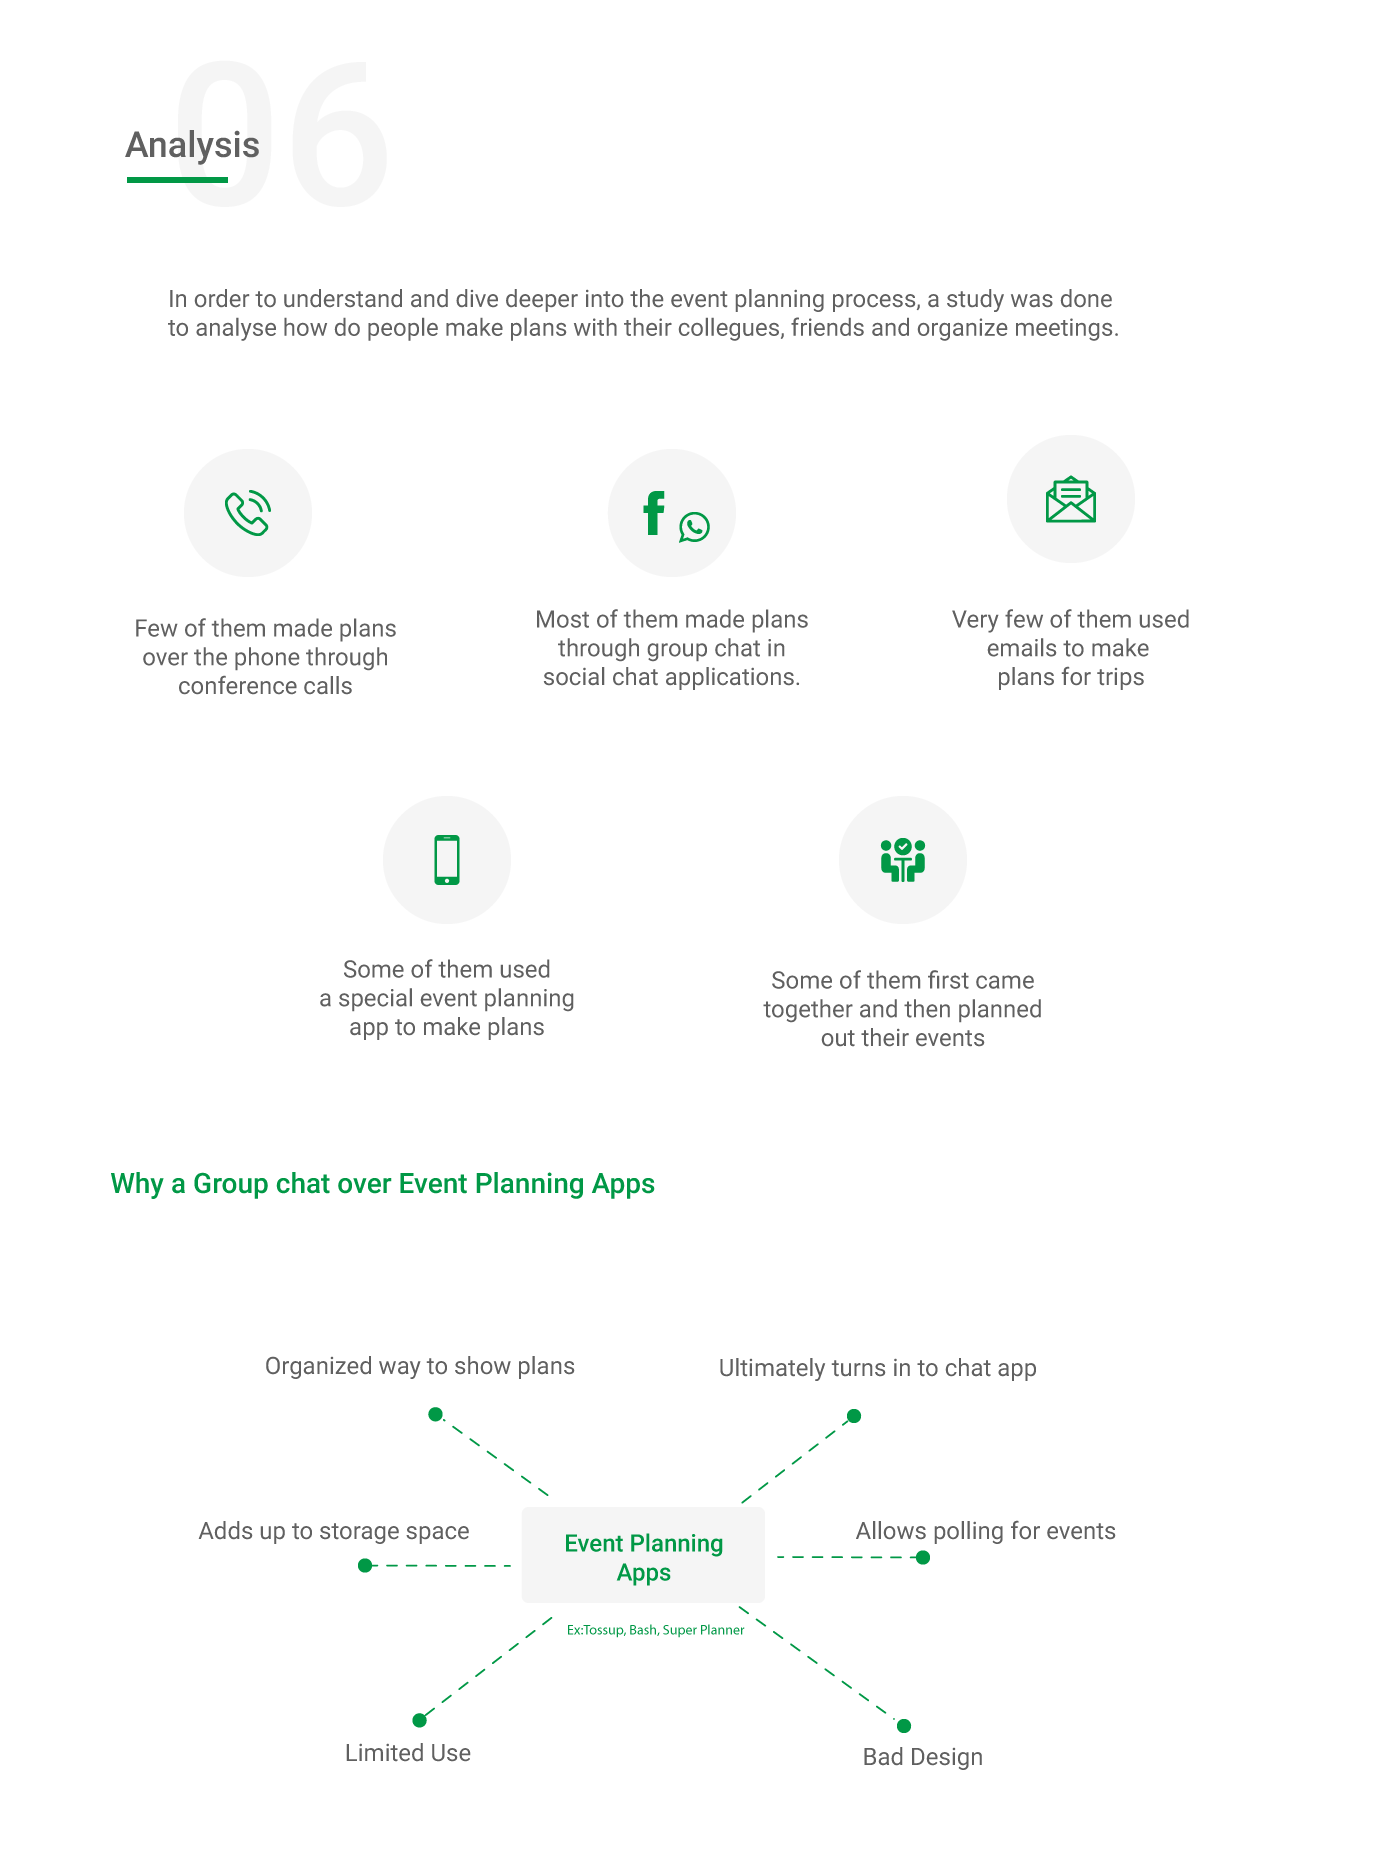 06
Analysis
In order to understand and dive deeper into the event planning process, a study was done
to analyse how do people make plans with their collegues, friends and organize meetings.
Few of them made plans
over the phone through
conference calls
Most of them made plans
through group chat in
social chat applications.
Very few of them used
emails to make
plans for trips
Some of them used
a special event planning
app to make plans
Some of them first came
together and then planned
out their events
Why a Group chat over Event Planning Apps
Organized way to show plans
Ultimately turns in to chat app
Adds up to storage space
Event Planning
Apps
Allows polling for events
Ex:Tossup, Bash, Super Planner
Limited Use
Bad Design